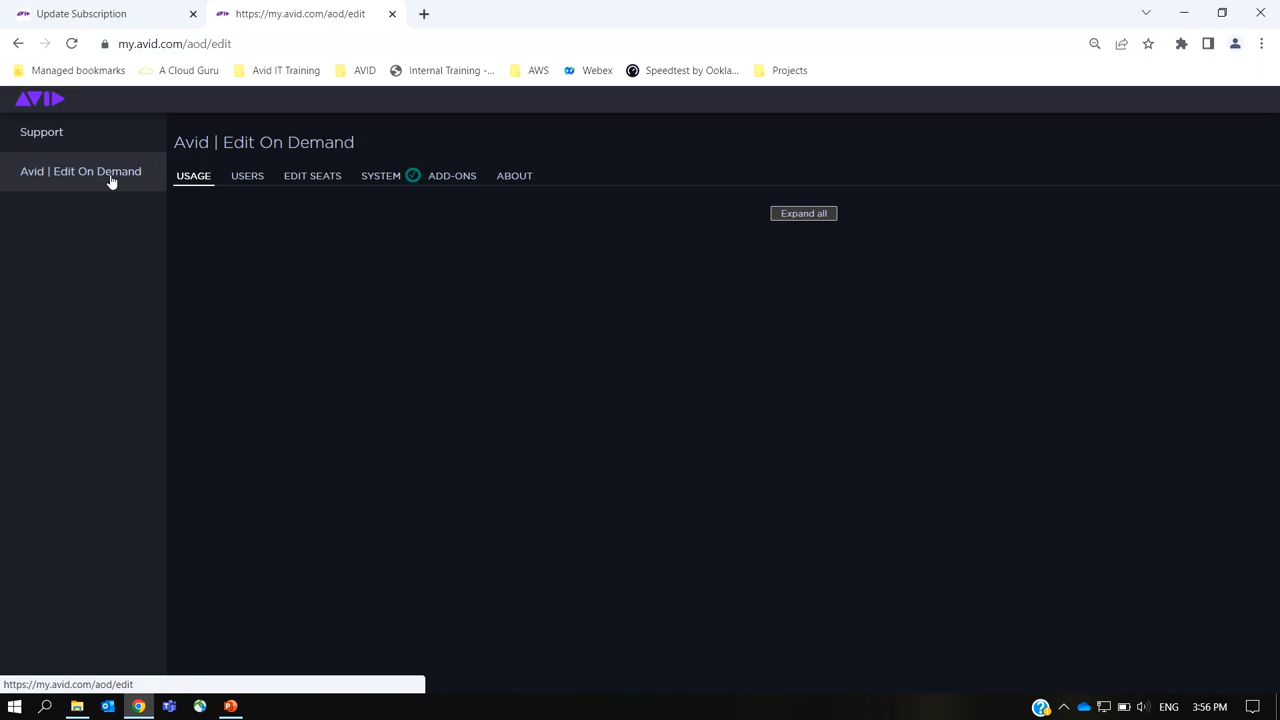 Update Subscription
https://my.avid.com/aod/edit
my.avid.com/aod/edit
Managed bookmarks
A Cloud Guru
Avid IT Training
AVID
Internal Training -...
AWS
Webex
Speedtest by Ookla...
Projects
AVID
Support
Avid | Edit On Demand
Avid | Edit On Demand
USAGE
USERS
EDIT SEATS
SYSTEM
ADD-ONS
ABOUT
Expand all
https://my.avid.com/aod/edit
ENG
3:56 PM